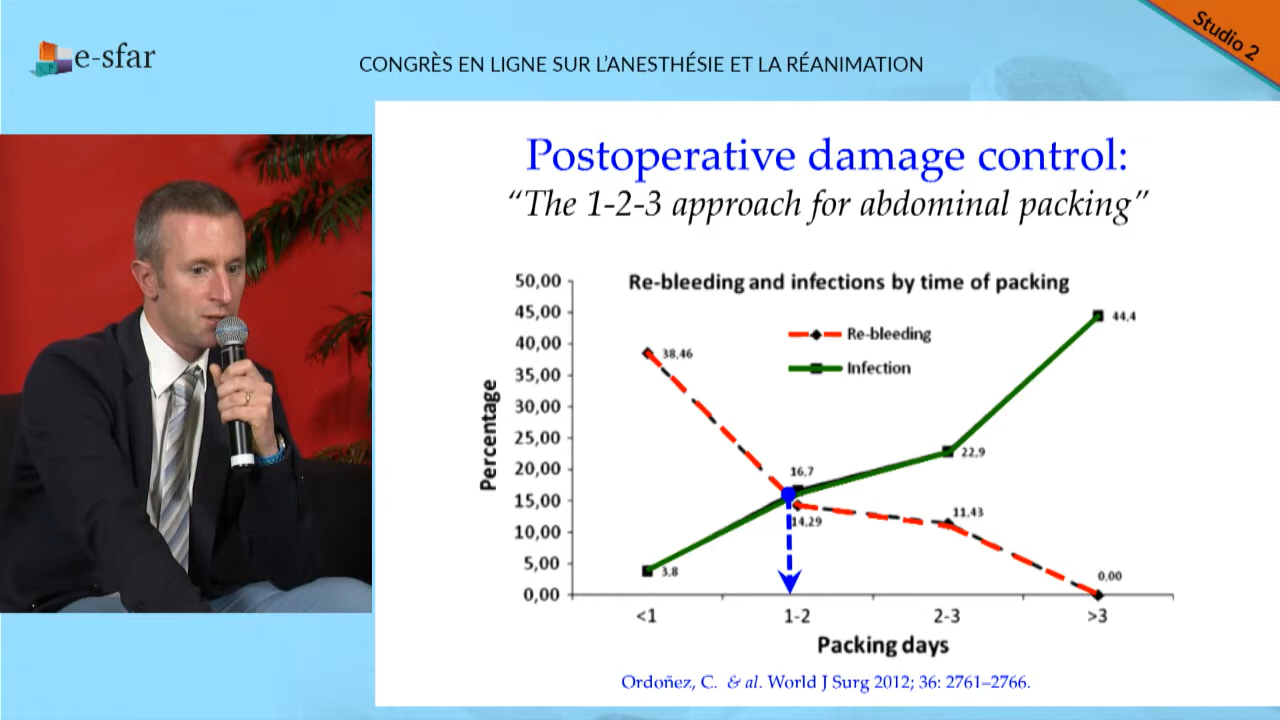 e-sfar
CONGRÈS EN LIGNE SUR L'ANESTHÉSIE ET LA RÉANIMATION
Studio 2
Postoperative damage control:
“The 1-2-3 approach for abdominal packing”
Re-bleeding and infections by time of packing
Re-bleeding
Infection
Percentage
50,00
45,00
40,00
35,00
30,00
25,00
20,00
15,00
10,00
5,00
0,00
38,46
16,7
14,29
3,8
22,9
11,43
44,4
0,00
<1
1-2
2-3
>3
Packing days
Ordoñez, C. & al. World J Surg 2012; 36: 2761–2766.